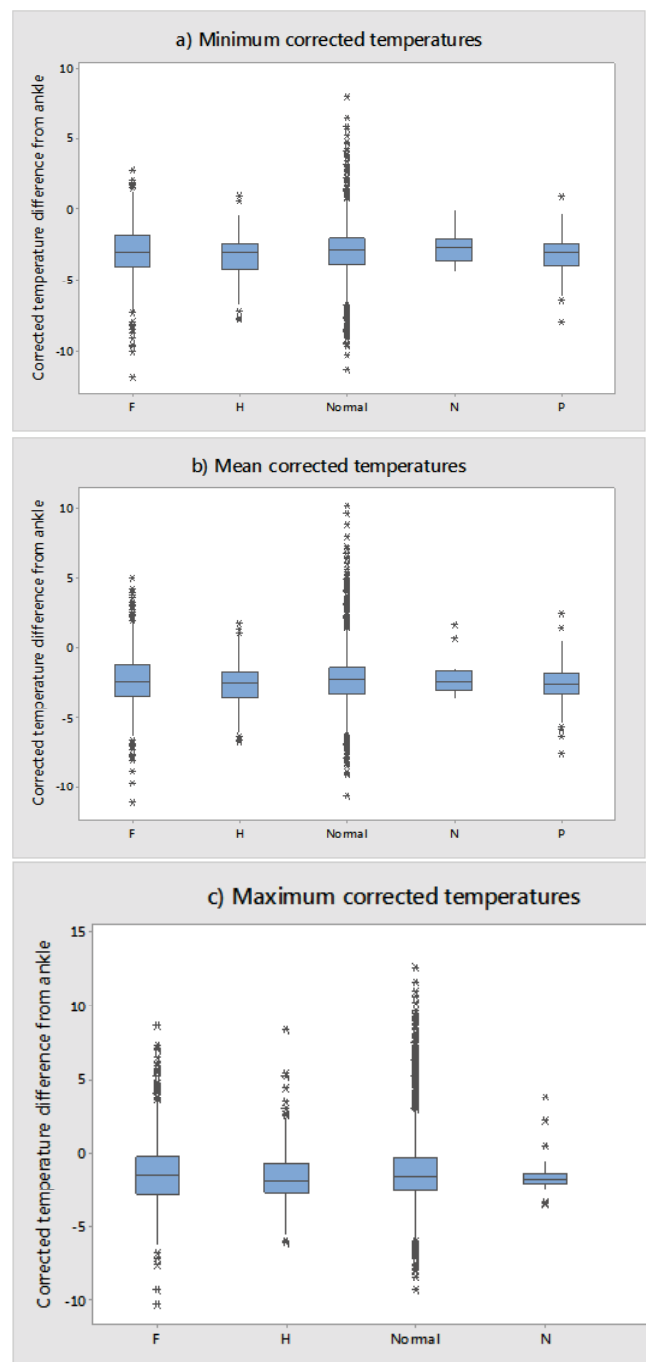 a) Minimum corrected temperatures
Corrected temperature difference from ankle
10
5
0
-5
-10
F H Normal N P
b) Mean corrected temperatures
Corrected temperature difference from ankle
10
5
0
-5
-10
F H Normal N P
c) Maximum corrected temperatures
Corrected temperature difference from ankle
15
10
5
0
-5
-10
F H Normal N